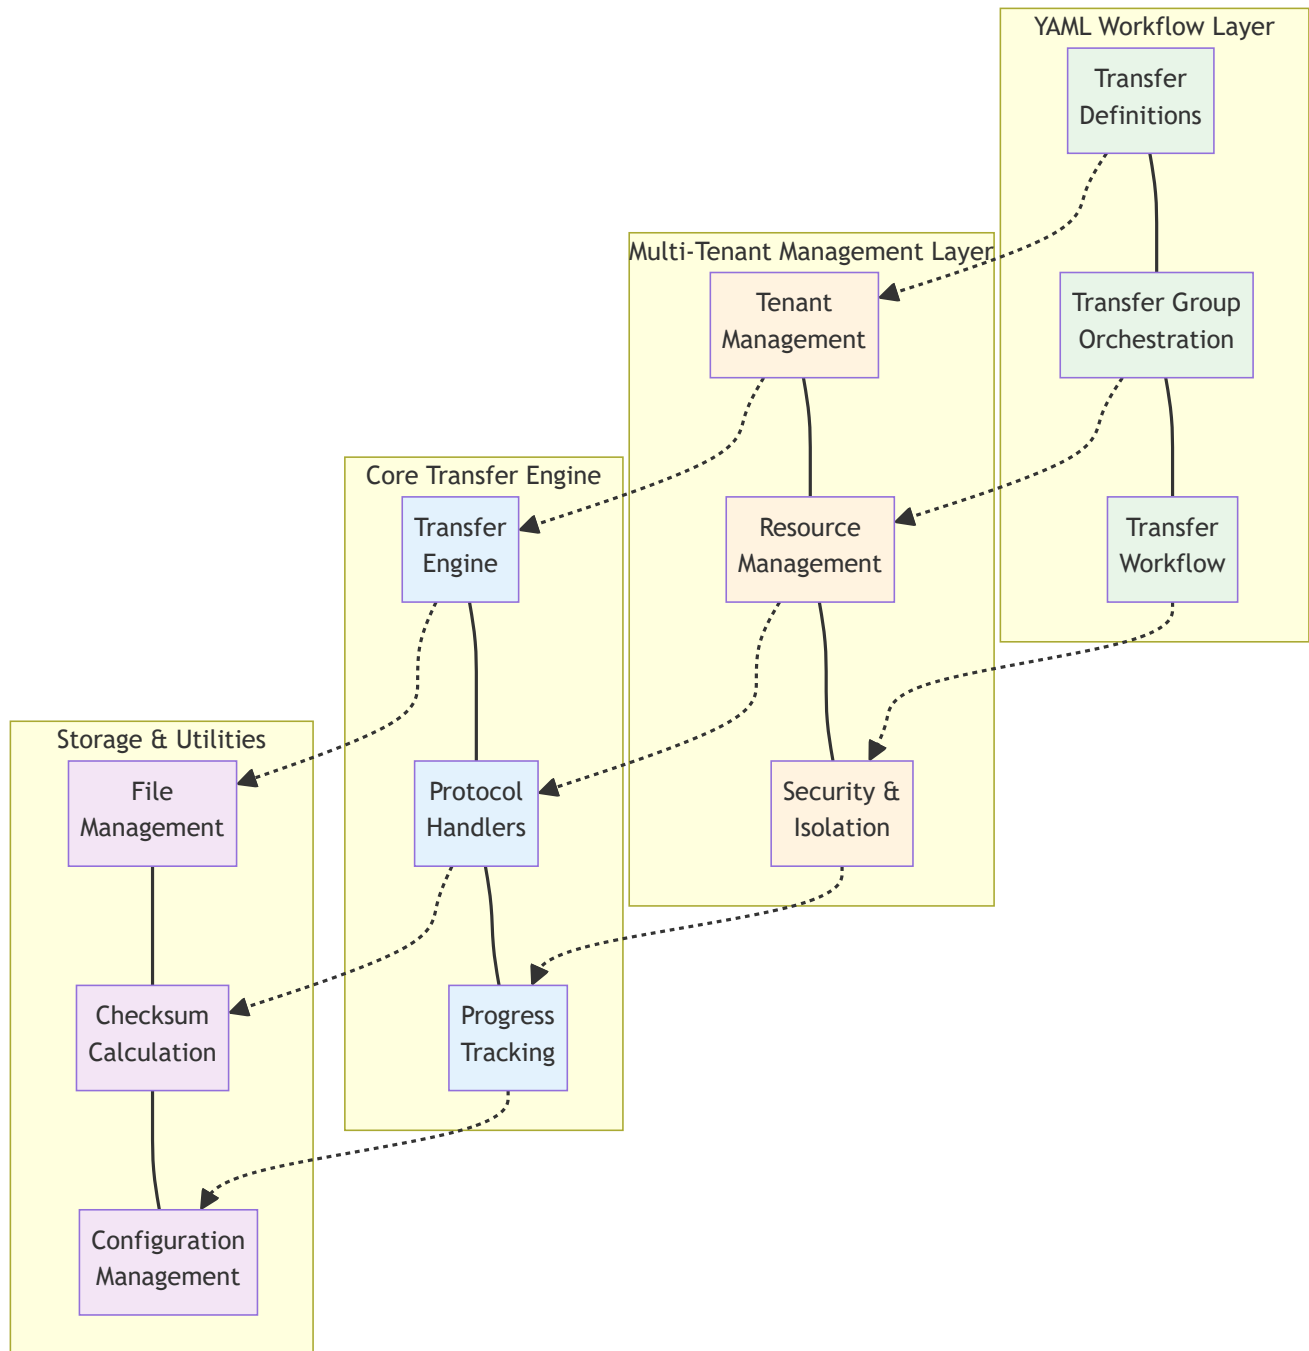 YAML Workflow Layer
Transfer
Definitions
Transfer Group
Orchestration
Transfer
Workflow
Multi-Tenant Management Layer
Tenant
Management
Resource
Management
Security &
Isolation
Core Transfer Engine
Transfer
Engine
Protocol
Handlers
Progress
Tracking
Storage & Utilities
File
Management
Checksum
Calculation
Configuration
Management